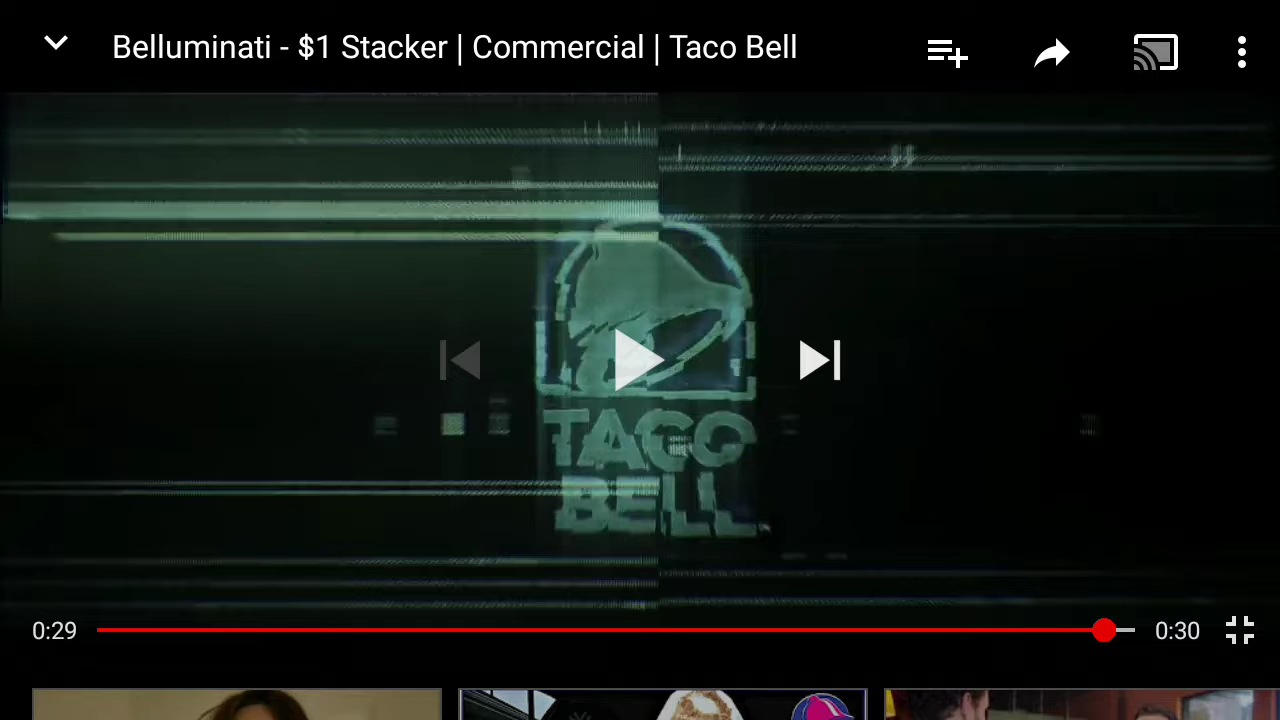 Belluminati - $1 Stacker | Commercial | Taco Bell
TACO
BELL
0:29
0:30